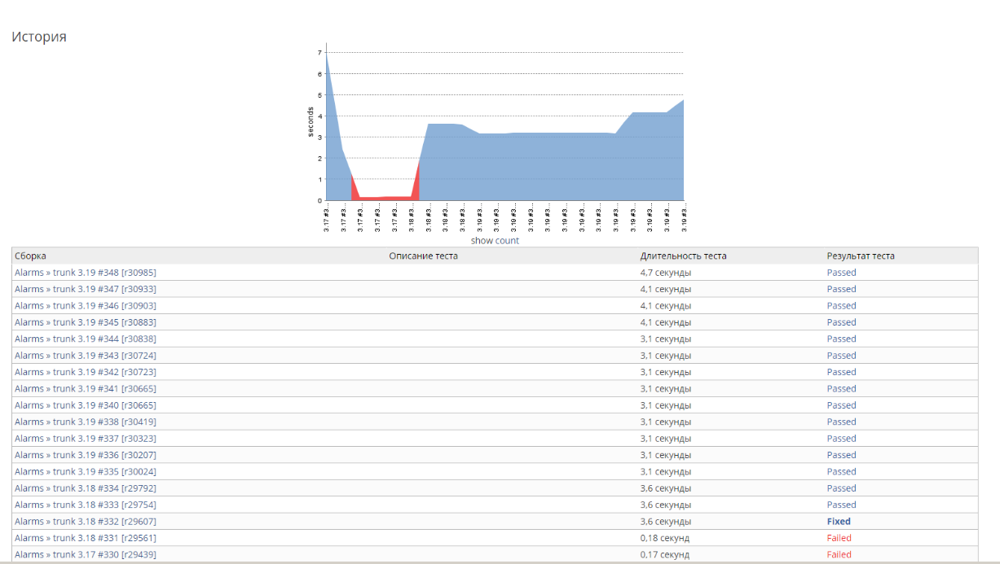 История
7
6
5
4
3
2
1
0
seconds
3.17 #3... 3.17 #3... 3.17 #3... 3.17 #3... 3.17 #3... 3.18 #3... 3.18 #3... 3.18 #3... 3.18 #3... 3.19 #3... 3.19 #3... 3.19 #3... 3.19 #3... 3.19 #3... 3.19 #3... 3.19 #3... 3.19 #3... 3.19 #3... 3.19 #3... 3.19 #3... 3.19 #3... 3.19 #3...
show count
Сборка Описание теста Длительность теста Результат теста
Alarms » trunk 3.19 #348 [r30985] 4,7 секунды Passed
Alarms » trunk 3.19 #347 [r30933] 4,1 секунды Passed
Alarms » trunk 3.19 #346 [r30903] 4,1 секунды Passed
Alarms » trunk 3.19 #345 [r30883] 4,1 секунды Passed
Alarms » trunk 3.19 #344 [r30838] 3,1 секунды Passed
Alarms » trunk 3.19 #343 [r30724] 3,1 секунды Passed
Alarms » trunk 3.19 #342 [r30723] 3,1 секунды Passed
Alarms » trunk 3.19 #341 [r30665] 3,1 секунды Passed
Alarms » trunk 3.19 #340 [r30665] 3,1 секунды Passed
Alarms » trunk 3.19 #338 [r30419] 3,1 секунды Passed
Alarms » trunk 3.19 #337 [r30323] 3,1 секунды Passed
Alarms » trunk 3.19 #336 [r30207] 3,1 секунды Passed
Alarms » trunk 3.19 #335 [r30024] 3,1 секунды Passed
Alarms » trunk 3.18 #334 [r29792] 3,6 секунды Passed
Alarms » trunk 3.18 #333 [r29754] 3,6 секунды Passed
Alarms » trunk 3.18 #332 [r29607] 3,6 секунды Fixed
Alarms » trunk 3.18 #331 [r29561] 0,18 секунд Failed
Alarms » trunk 3.17 #330 [r29439] 0,17 секунд Failed